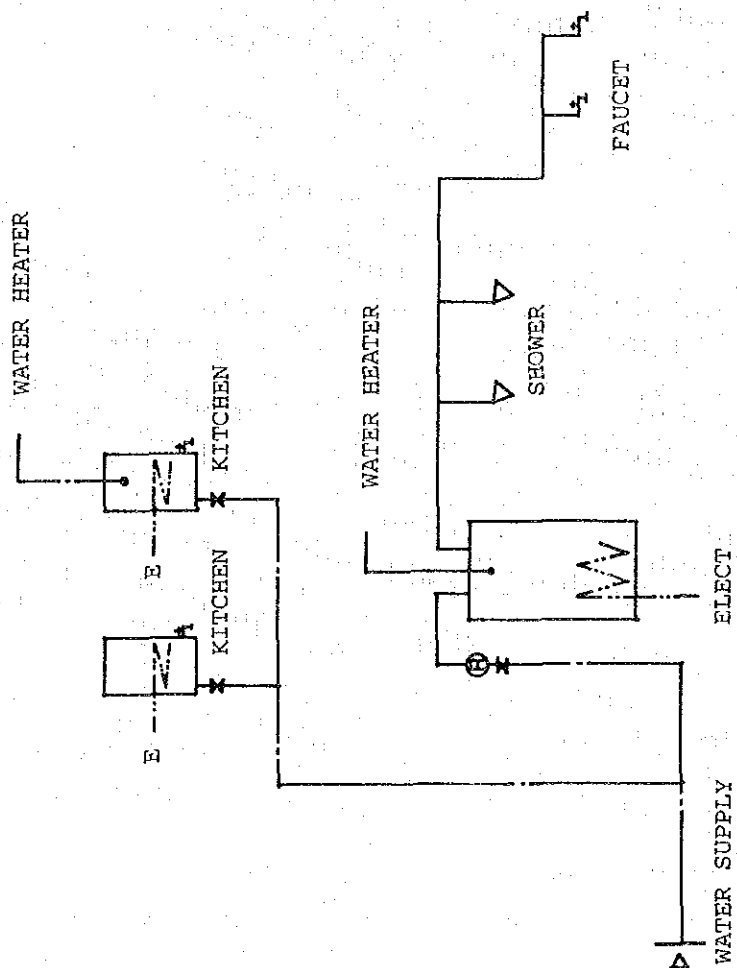 WATER HEATER
KITCHEN
E
KITCHEN
E
FAUCET
SHOWER
WATER HEATER
H
ELECT
WATER SUPPLY